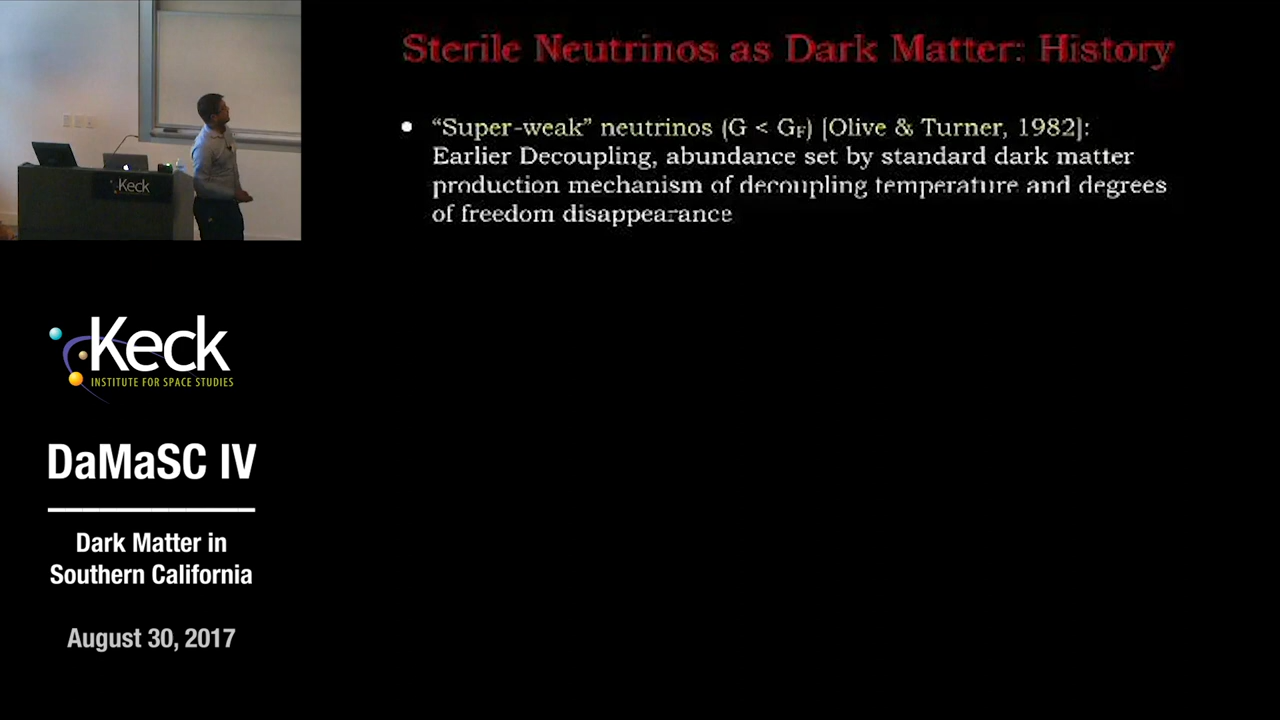 Sterile Neutrinos as Dark Matter: History
“Super-weak” neutrinos (G < GF) [Olive & Turner, 1982]:
Earlier Decoupling, abundance set by standard dark matter
production mechanism of decoupling temperature and degrees
of freedom disappearance
Keck
Keck
INSTITUTE FOR SPACE STUDIES
DaMaSC IV
Dark Matter in
Southern California
August 30, 2017